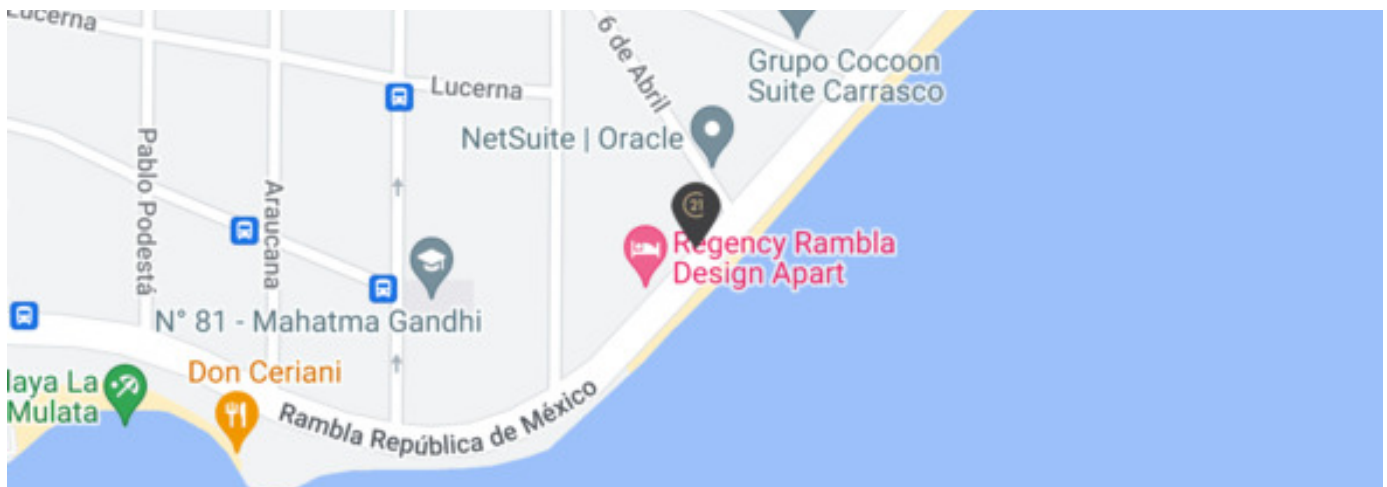 Lucerna
6 de Abril
Grupo Cocoon
Suite Carrasco
Lucerna
NetSuite | Oracle
Pablo Podestá
Araucana
21
Regency Rambla
Design Apart
N° 81 - Mahatma Gandhi
Don Ceriani
laya La
Mulata
Rambla República de México